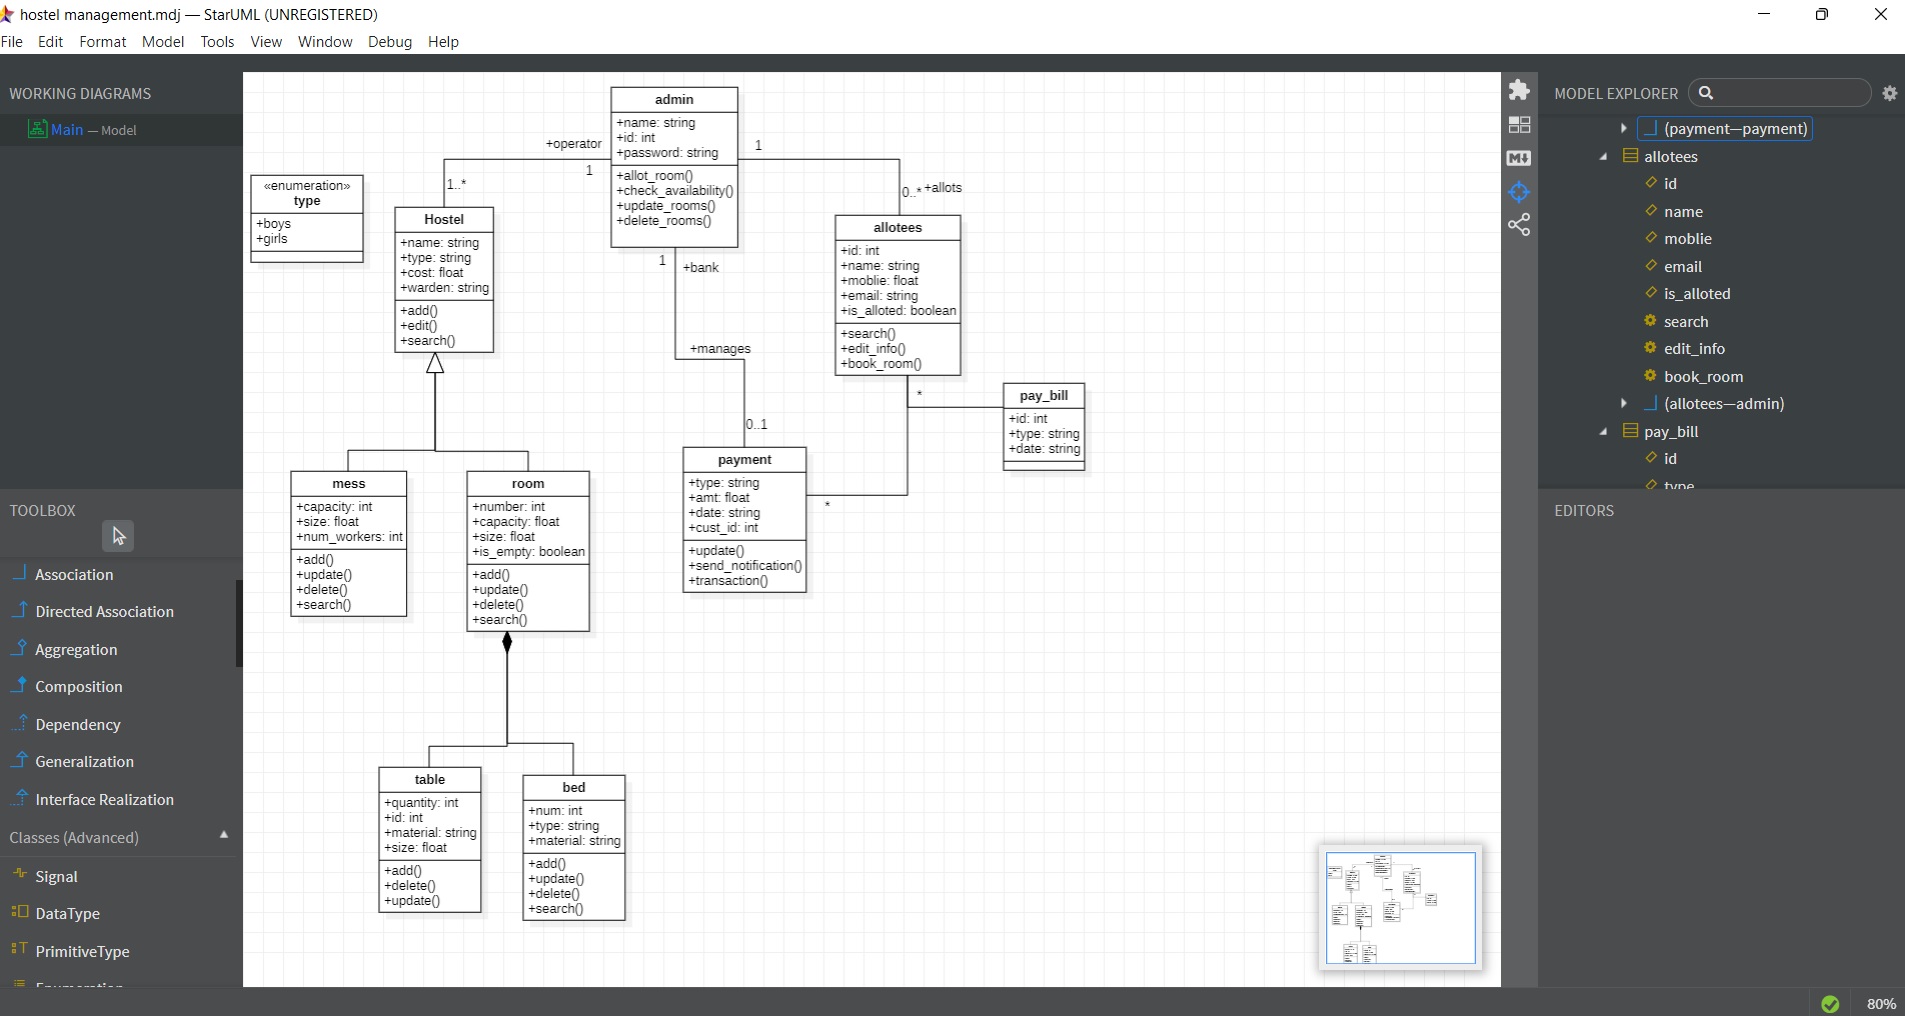 hostel management.mdj — StarUML (UNREGISTERED)
File Edit Format Model Tools View Window Debug Help
WORKING DIAGRAMS
Main — Model
TOOLBOX
Association
Directed Association
Aggregation
Composition
Dependency
Generalization
Interface Realization
Classes (Advanced)
Signal
DataType
PrimitiveType
Enumeration
«enumeration»
type
+boys
+girls
Hostel
+name: string
+type: string
+cost: float
+warden: string
+add()
+edit()
+search()
1..*
+operator
1
admin
+name: string
+id: int
+password: string
+allot_room()
+check_availability()
+update_rooms()
+delete_rooms()
1
0..*
+allots
1
+bank
+manages
0..1
allotees
+id: int
+name: string
+moblie: float
+email: string
+is_alloted: boolean
+search()
+edit_info()
+book_room()
*
pay_bill
+id: int
+type: string
+date: string
payment
+type: string
+amt: float
+date: string
+cust_id: int
+update()
+send_notification()
+transaction()
*
mess
+capacity: int
+size: float
+num_workers: int
+add()
+update()
+delete()
+search()
room
+number: int
+capacity: float
+size: float
+is_empty: boolean
+add()
+update()
+delete()
+search()
table
+quantity: int
+id: int
+material: string
+size: float
+add()
+delete()
+update()
bed
+num: int
+type: string
+material: string
+add()
+update()
+delete()
+search()
MODEL EXPLORER
(payment—payment)
allotees
id
name
moblie
email
is_alloted
search
edit_info
book_room
(allotees—admin)
pay_bill
id
type
EDITORS
80%